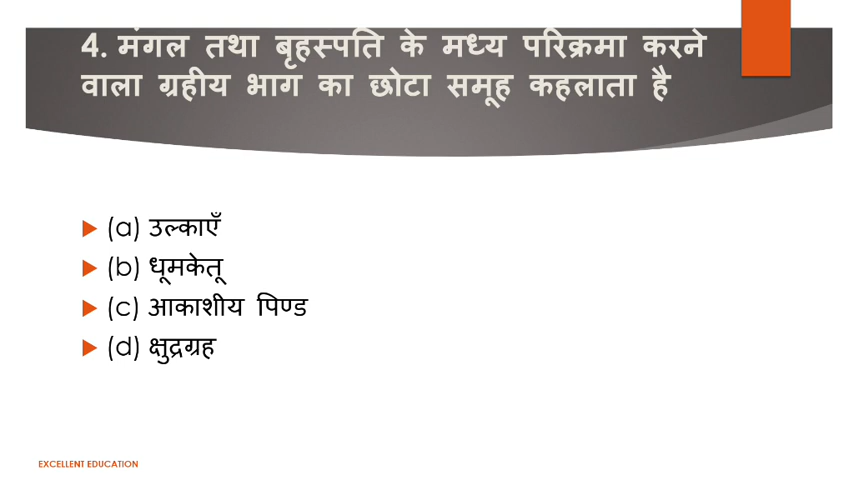 4. मंगल तथा बृहस्पति के मध्य परिक्रमा करने
वाला ग्रहीय भाग का छोटा समूह कहलाता है
(a) उल्काएँ
(b) धूमकेतू
(c) आकाशीय पिण्ड
(d) क्षुद्रग्रह
EXCELLENT EDUCATION